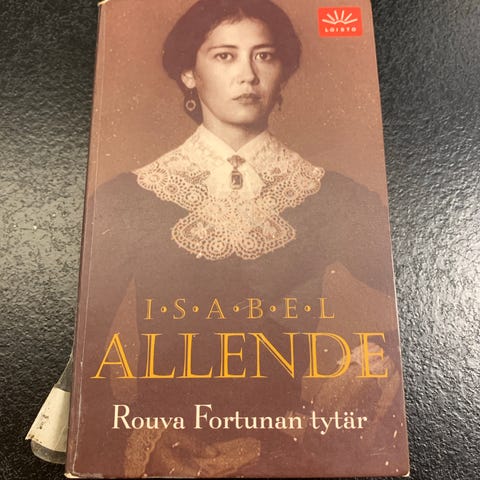 LOISTO
I•S•A•B•E•L
ALLENDE
Rouva Fortunan tytär